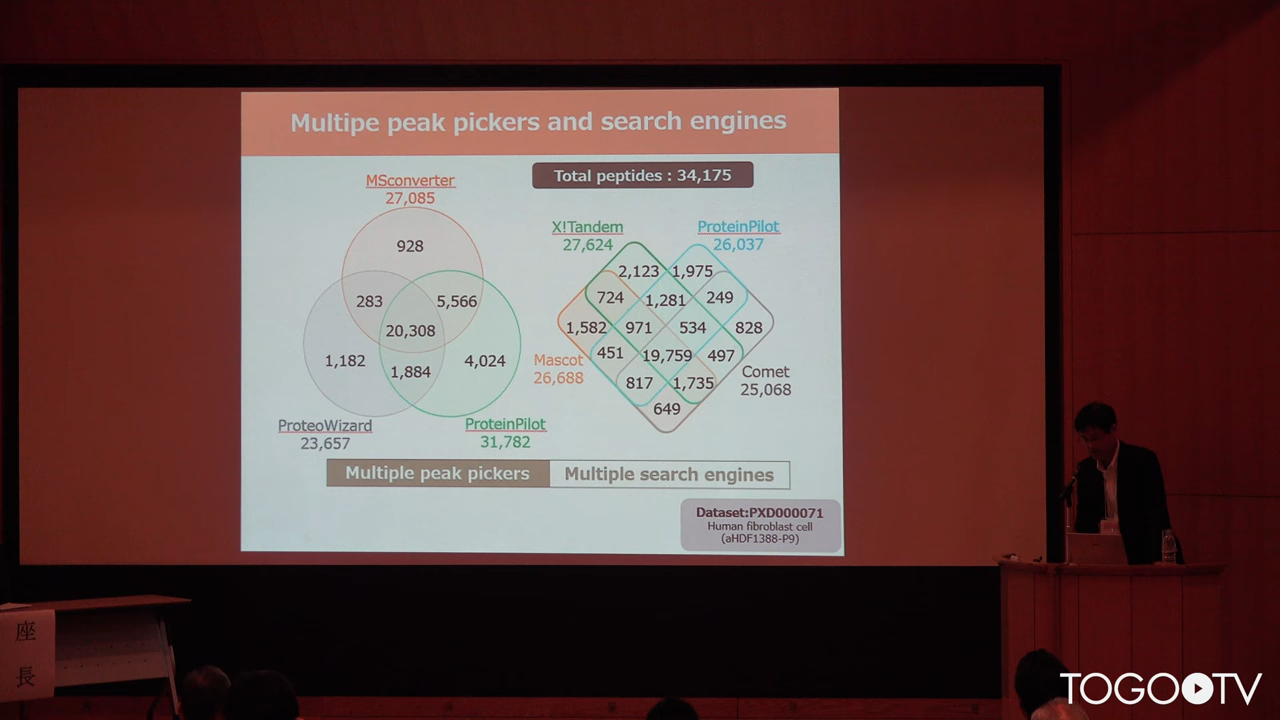 Multipe peak pickers and search engines
Total peptides : 34,175
MSconverter
27,085
928
283
5,566
20,308
1,182
1,884
4,024
ProteoWizard
23,657
ProteinPilot
31,782
X!Tandem
27,624
ProteinPilot
26,037
2,123
1,975
724
1,281
249
1,582
971
534
828
451
19,759
497
Mascot
26,688
Comet
25,068
817
1,735
649
Multiple peak pickers
Multiple search engines
Dataset:PXD000071
Human fibroblast cell
(aHDF1388-P9)
座
長
TOGOTV